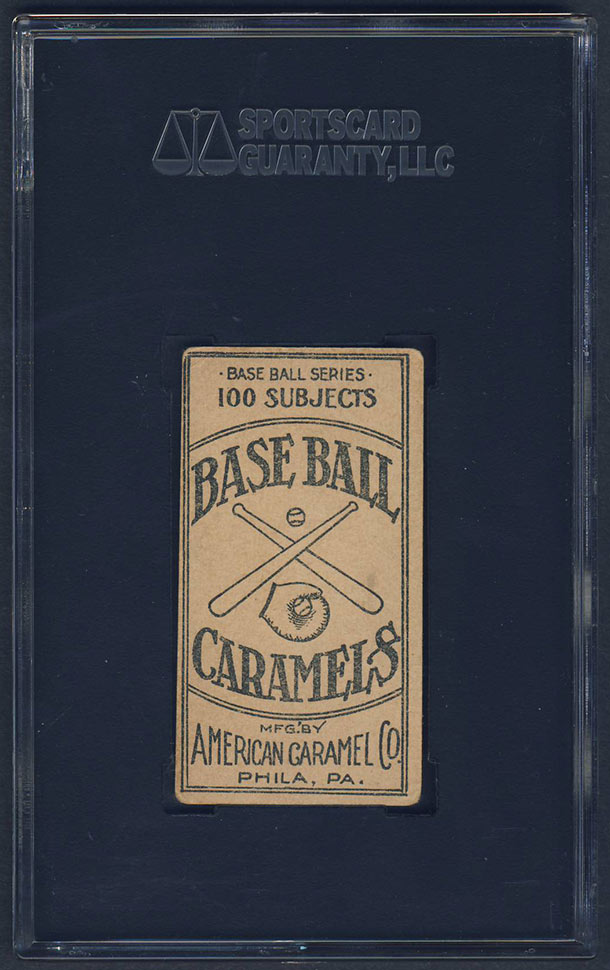 SPORTSCARD
GUARANTY, LLC
· BASE BALL SERIES ·
100 SUBJECTS
BASE BALL
CARAMELS
MFG. BY
AMERICAN CARAMEL CO.
PHILA, PA.